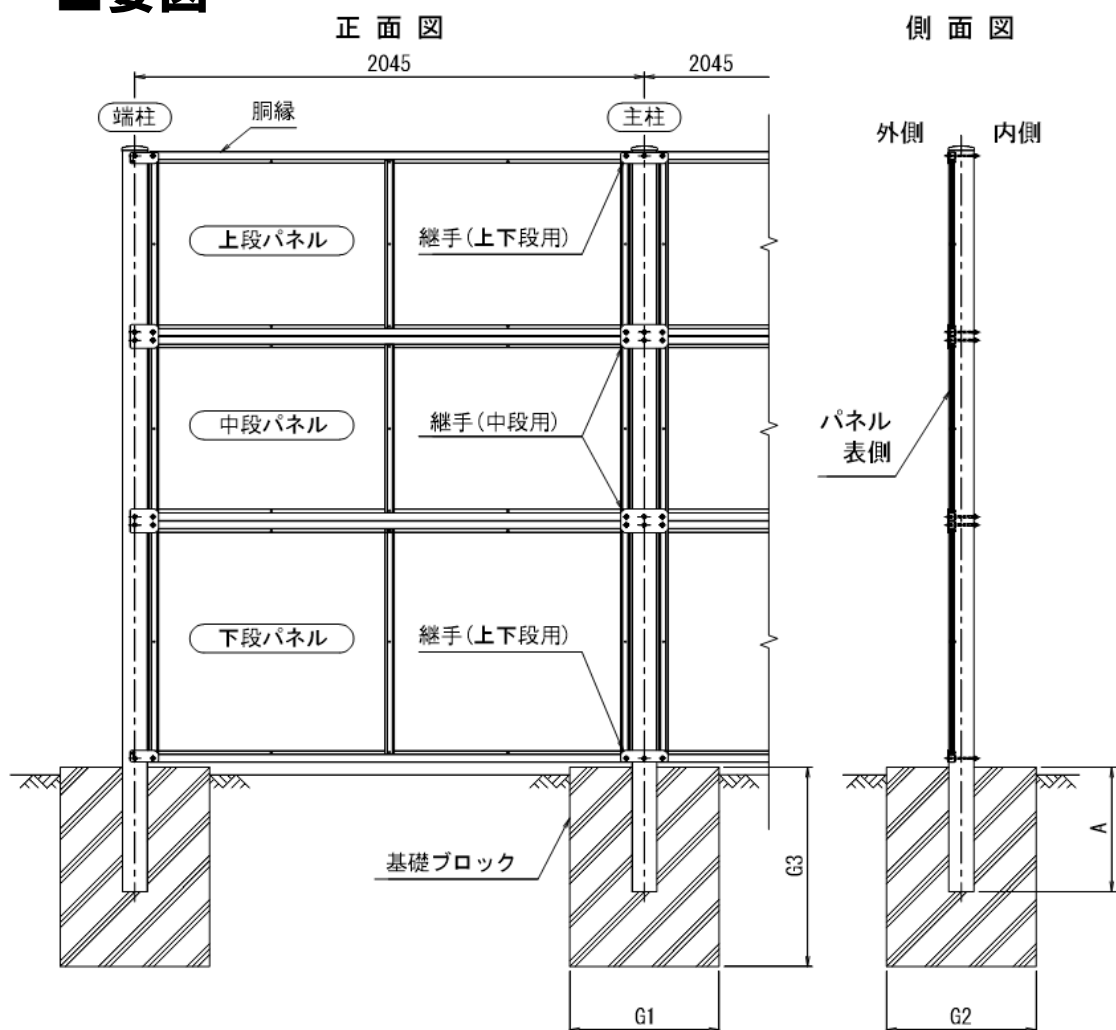 ■姿図
正面図
側面図
2045
2045
端柱
胴縁
主柱
外側
内側
上段パネル
継手(上下段用)
中段パネル
継手(中段用)
パネル
表側
下段パネル
継手(上下段用)
基礎ブロック
G3
A
G1
G2